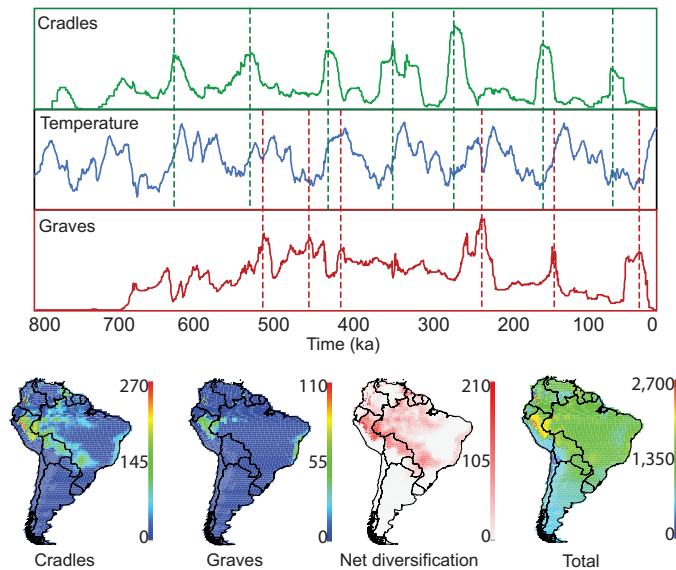 Cradles
Temperature
Graves
800 700 600 500 400 300 200 100 0
Time (ka)
270 110 210 2,700
145 55 105 1,350
0 0 0 0
Cradles Graves Net diversification Total